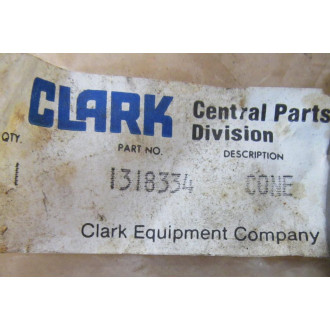 CLARK Central Parts
Division
QTY. PART NO. DESCRIPTION
1 1318334 CONE
Clark Equipment Company